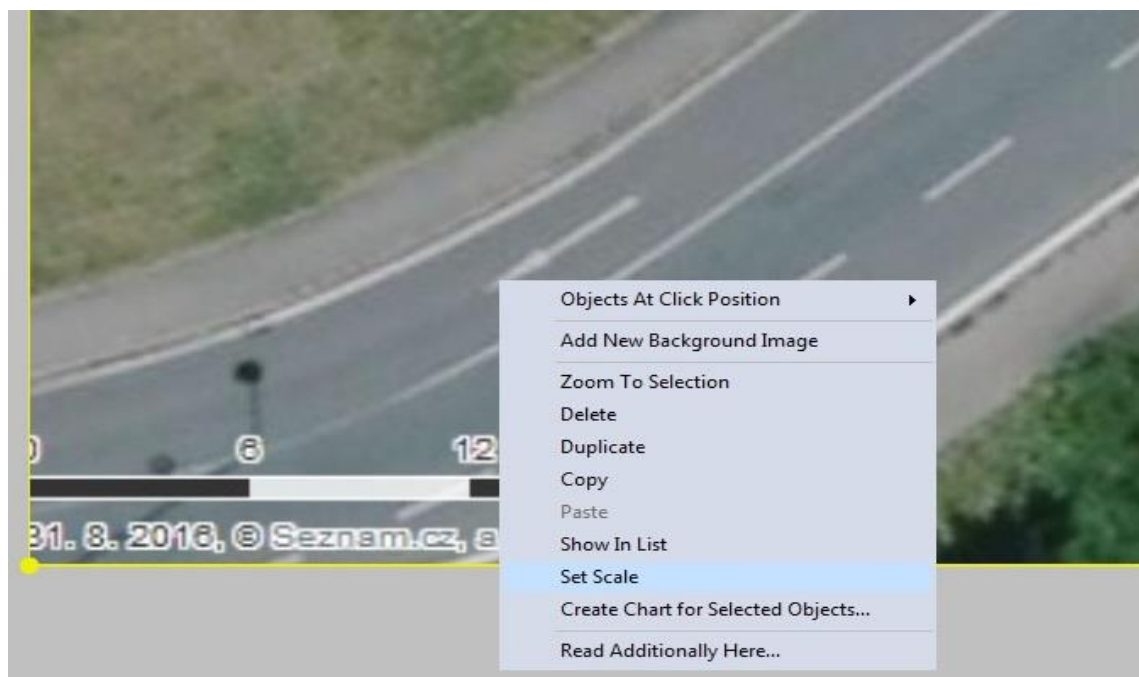 Objects At Click Position
Add New Background Image
Zoom To Selection
Delete
Duplicate
Copy
Paste
Show In List
Set Scale
Create Chart for Selected Objects...
Read Additionally Here...
6 12
31. 8. 2016, © Seznam.cz, a